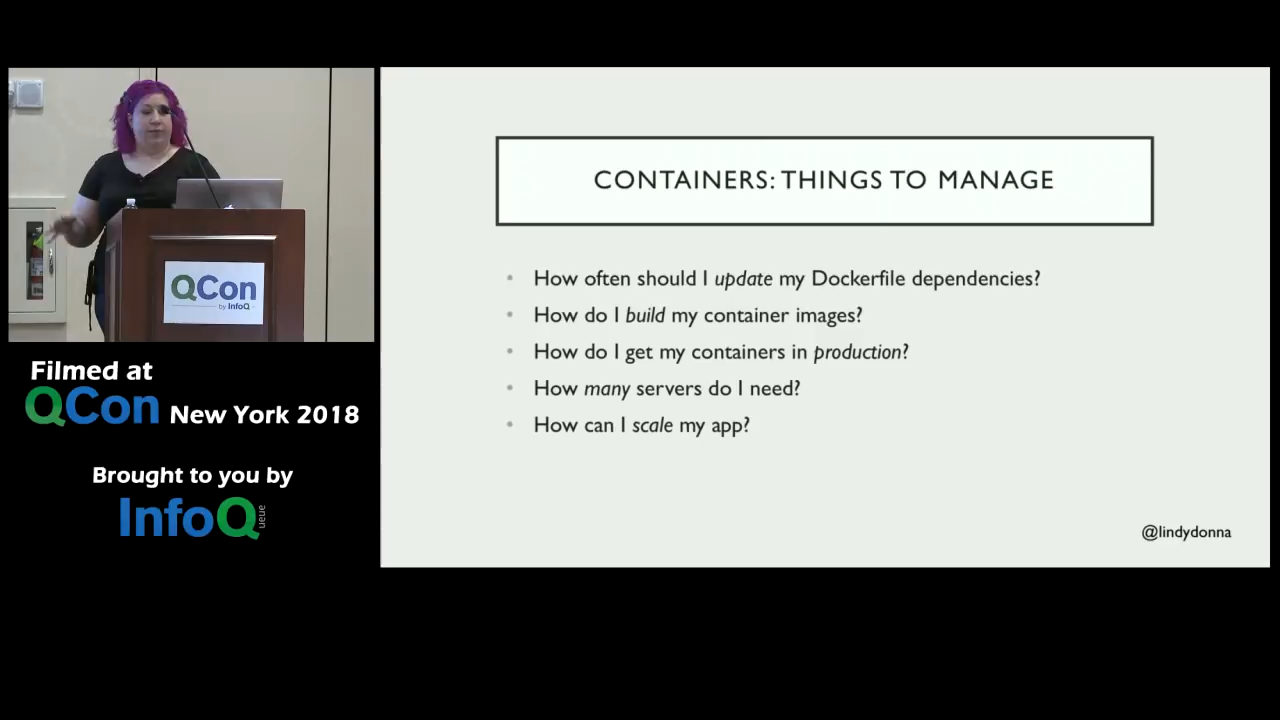 QCon
by InfoQ
Filmed at
QCon New York 2018
Brought to you by
InfoQ
ueue
CONTAINERS: THINGS TO MANAGE
• How often should I update my Dockerfile dependencies?
• How do I build my container images?
• How do I get my containers in production?
• How many servers do I need?
• How can I scale my app?
@lindydonna